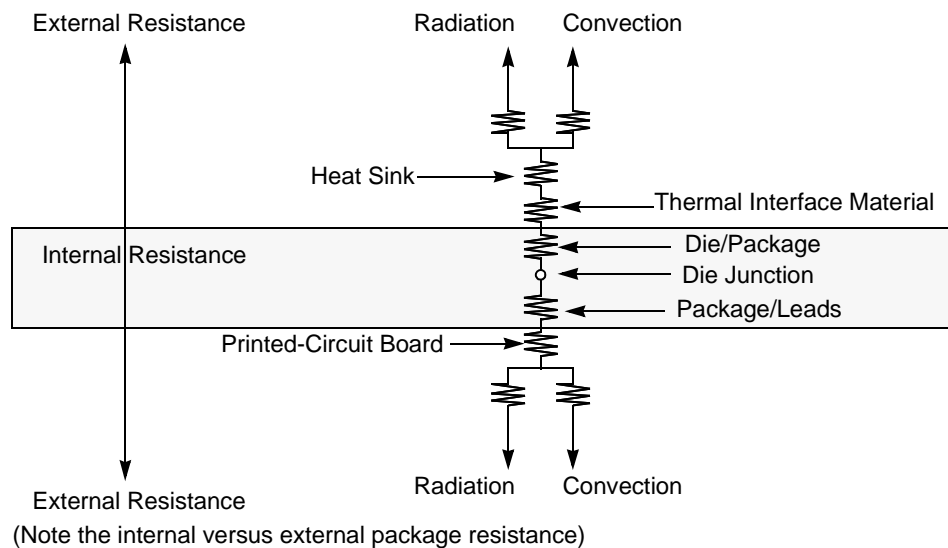 External Resistance
Radiation
Convection
Heat Sink
Thermal Interface Material
Internal Resistance
Die/Package
Die Junction
Package/Leads
Printed-Circuit Board
Radiation
Convection
External Resistance
(Note the internal versus external package resistance)